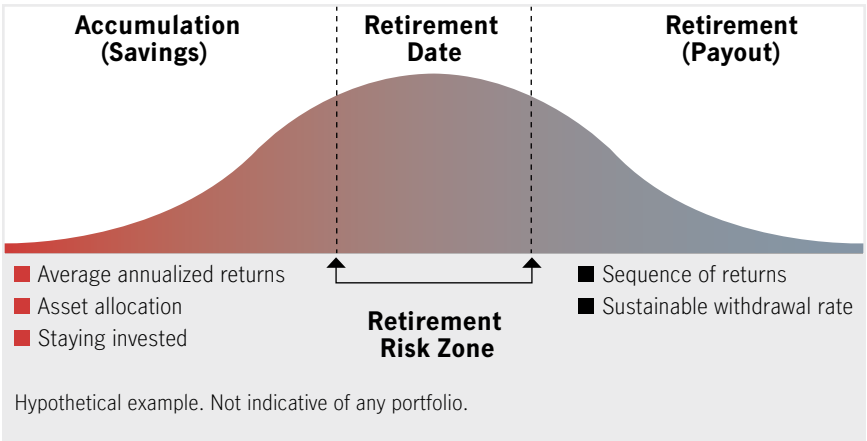 Accumulation
(Savings)
Retirement
Date
Retirement
(Payout)
Average annualized returns
Asset allocation
Staying invested
Retirement
Risk Zone
Sequence of returns
Sustainable withdrawal rate
Hypothetical example. Not indicative of any portfolio.